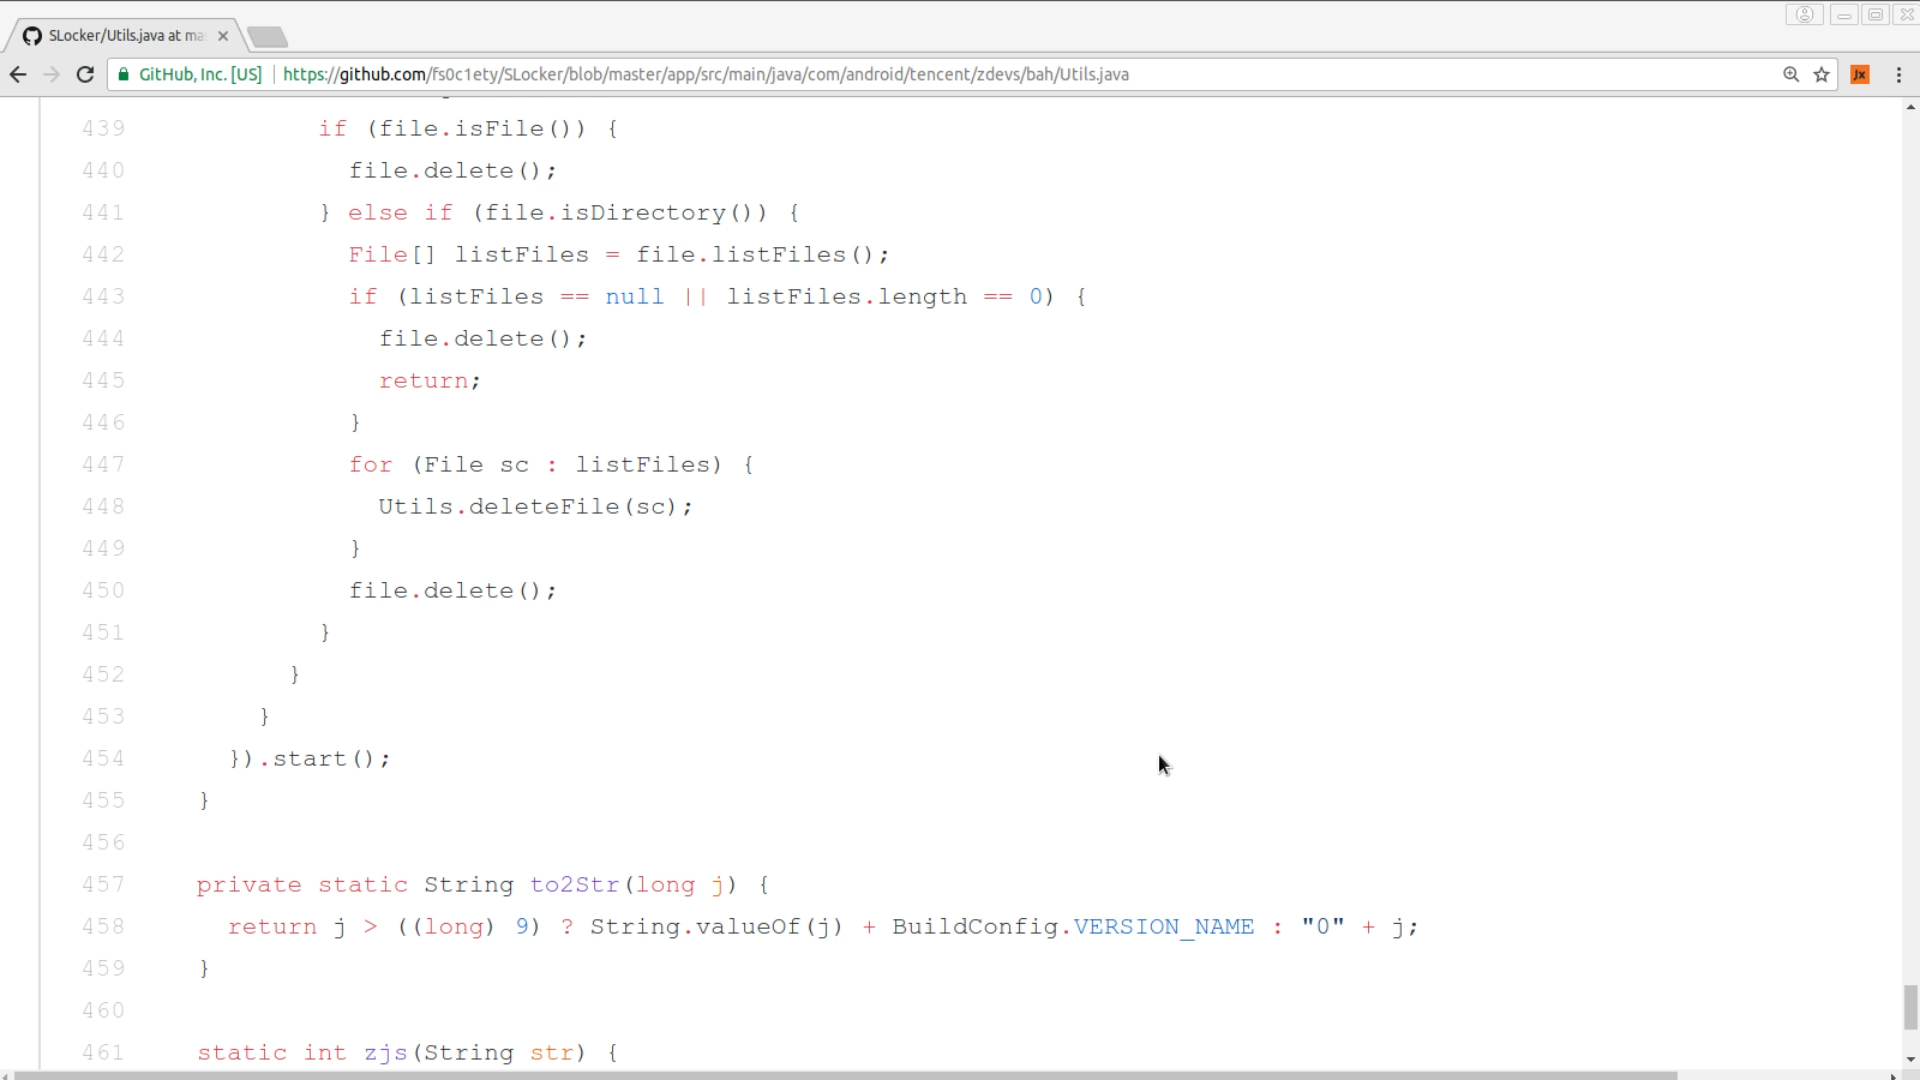 SLocker/Utils.java at ma
GitHub, Inc. [US] https://github.com/fs0c1ety/SLocker/blob/master/app/src/main/java/com/android/tencent/zdevs/bah/Utils.java
Jx
439 if (file.isFile()) {
440 file.delete();
441 } else if (file.isDirectory()) {
442 File[] listFiles = file.listFiles();
443 if (listFiles == null || listFiles.length == 0) {
444 file.delete();
445 return;
446 }
447 for (File sc : listFiles) {
448 Utils.deleteFile(sc);
449 }
450 file.delete();
451 }
452 }
453 }
454 }).start();
455 }
456
457 private static String to2Str(long j) {
458 return j > ((long) 9) ? String.valueOf(j) + BuildConfig.VERSION_NAME : "0" + j;
459 }
460
461 static int zjs(String str) {